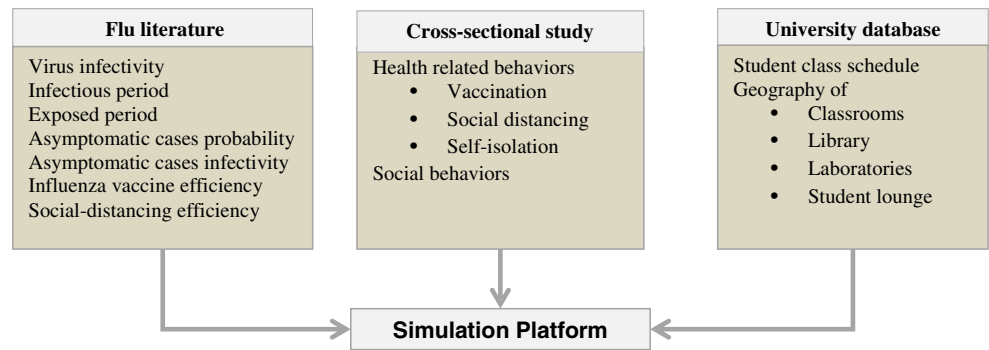 Flu literature
Virus infectivity
Infectious period
Exposed period
Asymptomatic cases probability
Asymptomatic cases infectivity
Influenza vaccine efficiency
Social-distancing efficiency
Cross-sectional study
Health related behaviors
• Vaccination
• Social distancing
• Self-isolation
Social behaviors
University database
Student class schedule
Geography of
• Classrooms
• Library
• Laboratories
• Student lounge
Simulation Platform